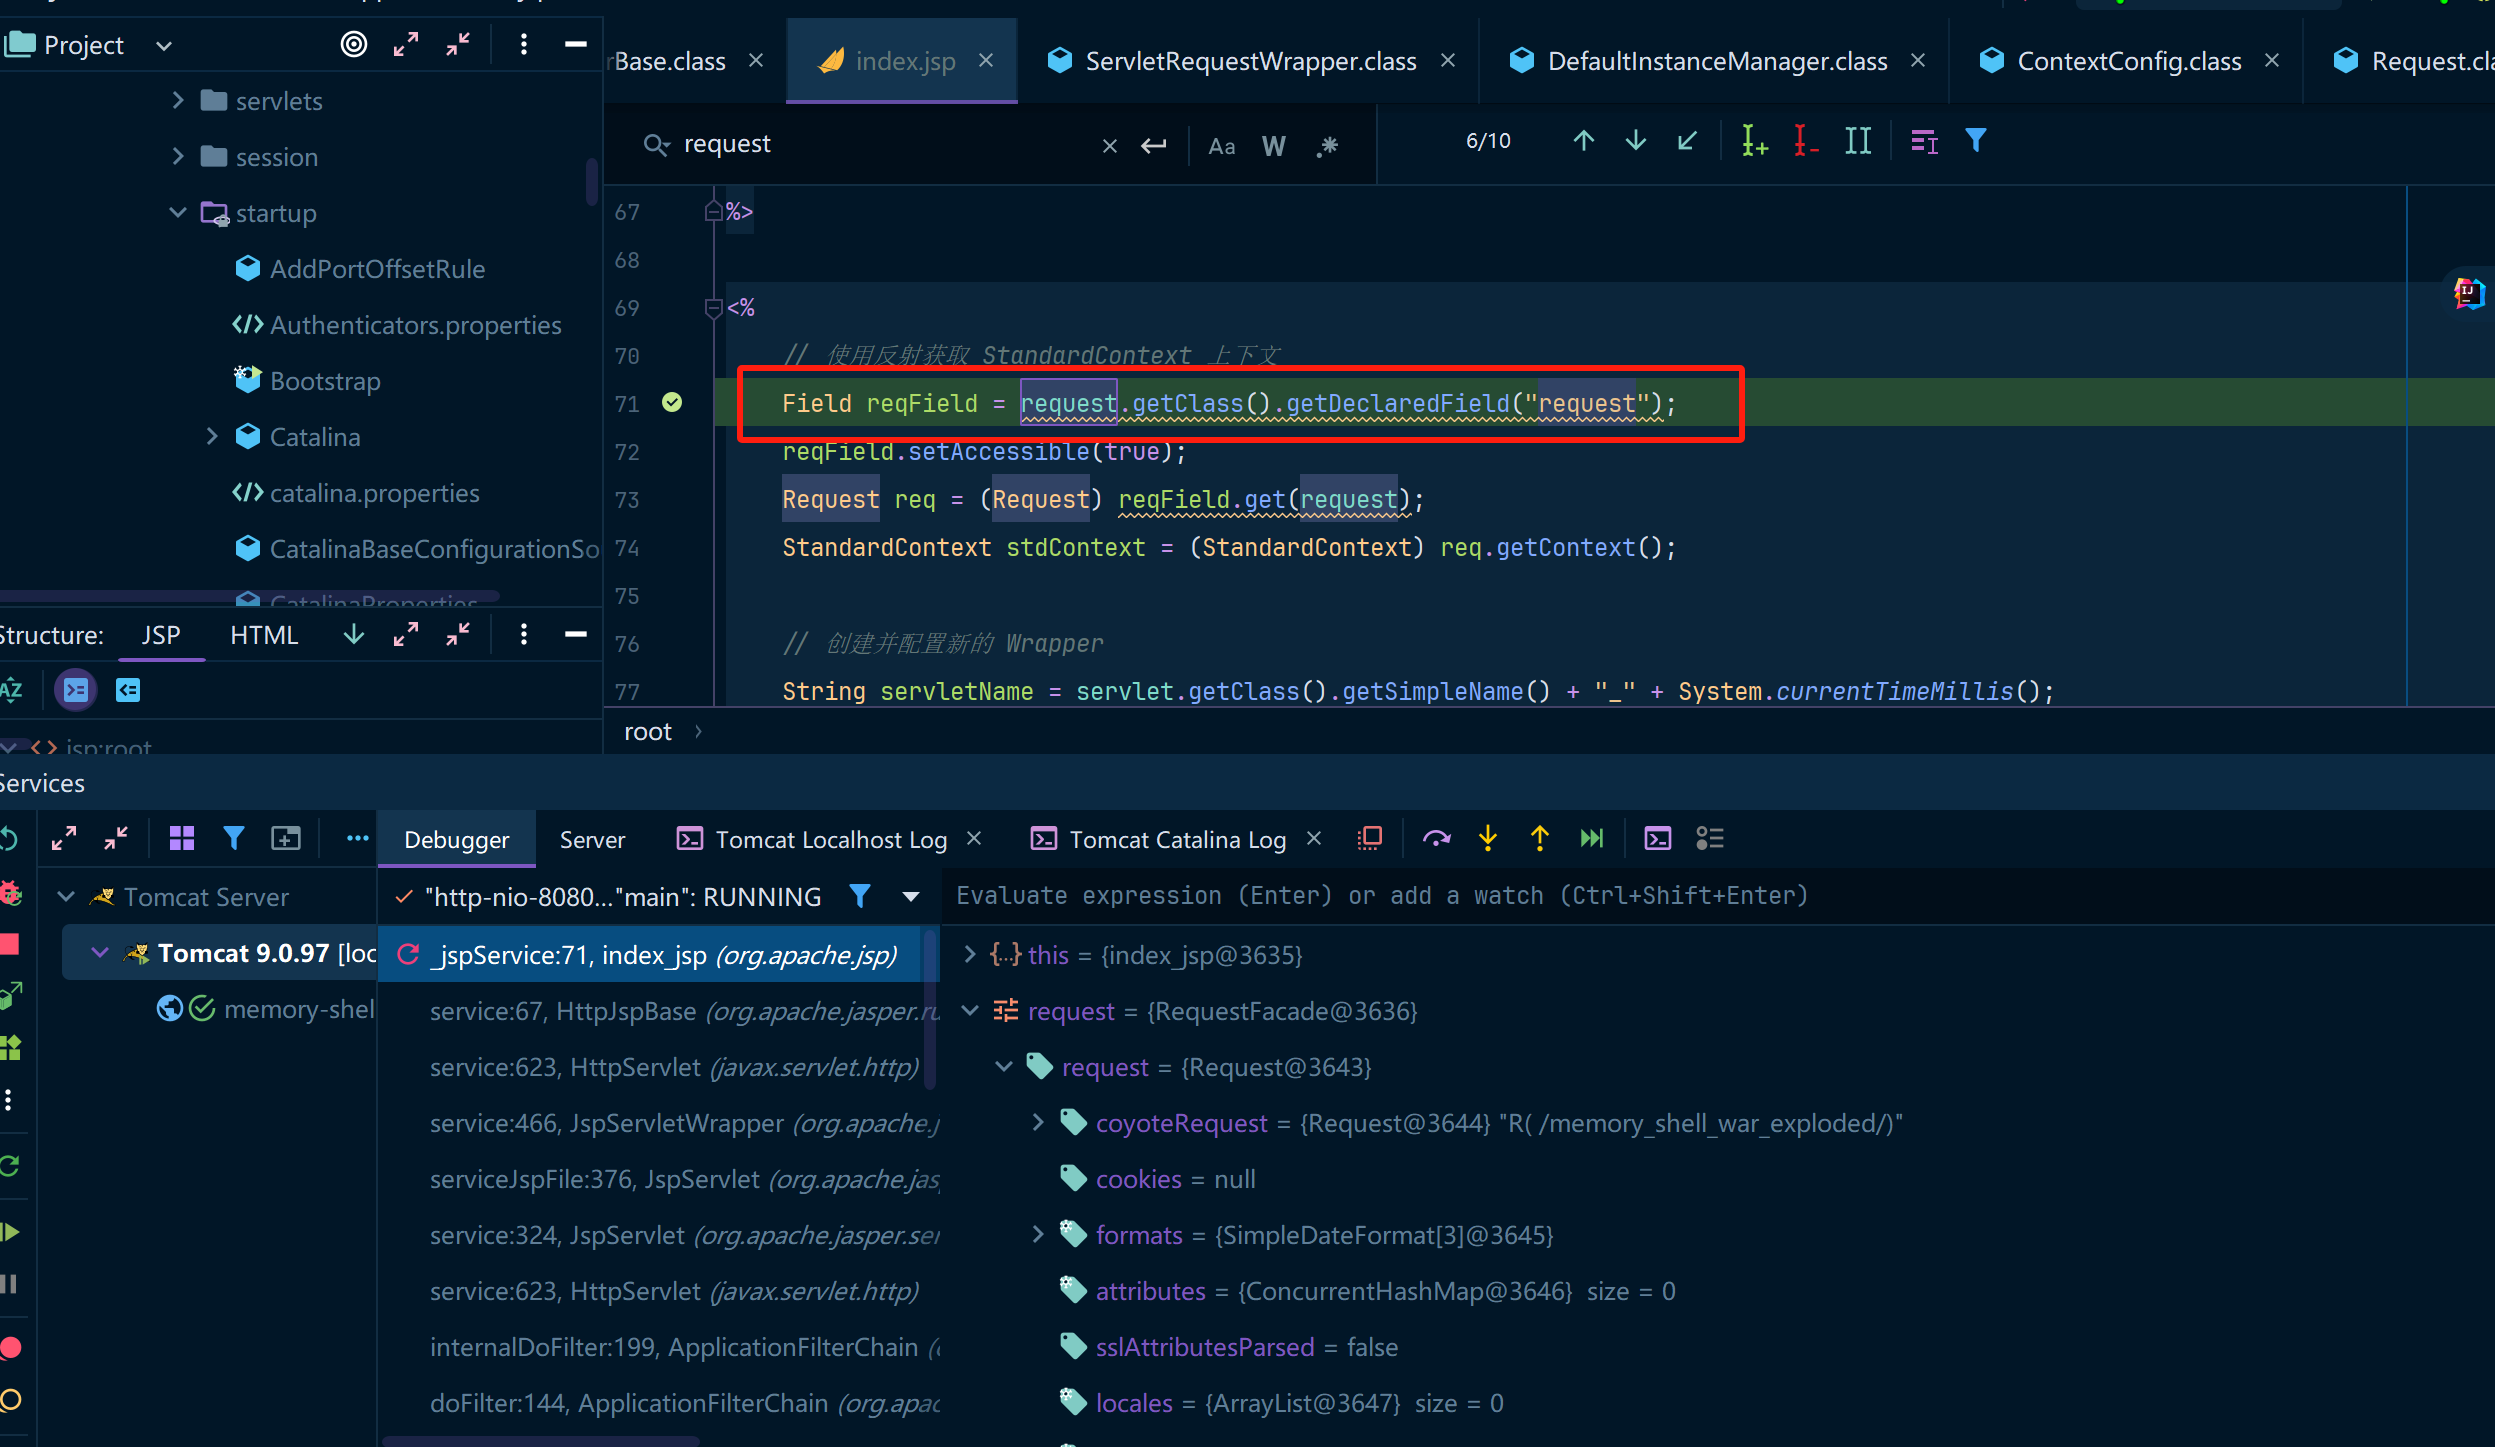 Project
servlets
session
startup
AddPortOffsetRule
Authenticators.properties
Bootstrap
Catalina
catalina.properties
CatalinaBaseConfigurationSo
CatalinaProperties
rBase.class
index.jsp
ServletRequestWrapper.class
DefaultInstanceManager.class
ContextConfig.class
Request.cla
request
Aa
W
.*
6/10
67 %>
68
69 <%
70 // 使用反射获取 StandardContext 上下文
71 Field reqField = request.getClass().getDeclaredField("request");
72 reqField.setAccessible(true);
73 Request req = (Request) reqField.get(request);
74 StandardContext stdContext = (StandardContext) req.getContext();
75
76 // 创建并配置新的 Wrapper
77 String servletName = servlet.getClass().getSimpleName() + "_" + System.currentTimeMillis();
root
Structure: JSP HTML
AZ
jsp:root
Services
Debugger Server Tomcat Localhost Log Tomcat Catalina Log
Tomcat Server
Tomcat 9.0.97 [loc
memory-shel
"http-nio-8080..."main": RUNNING
_jspService:71, index_jsp (org.apache.jsp)
service:67, HttpJspBase (org.apache.jasper.ru
service:623, HttpServlet (javax.servlet.http)
service:466, JspServletWrapper (org.apache.j
serviceJspFile:376, JspServlet (org.apache.jas
service:324, JspServlet (org.apache.jasper.ser
service:623, HttpServlet (javax.servlet.http)
internalDoFilter:199, ApplicationFilterChain (
doFilter:144, ApplicationFilterChain (org.apac
Evaluate expression (Enter) or add a watch (Ctrl+Shift+Enter)
this = {index_jsp@3635}
request = {RequestFacade@3636}
request = {Request@3643}
coyoteRequest = {Request@3644} "R( /memory_shell_war_exploded/)"
cookies = null
formats = {SimpleDateFormat[3]@3645}
attributes = {ConcurrentHashMap@3646} size = 0
sslAttributesParsed = false
locales = {ArrayList@3647} size = 0